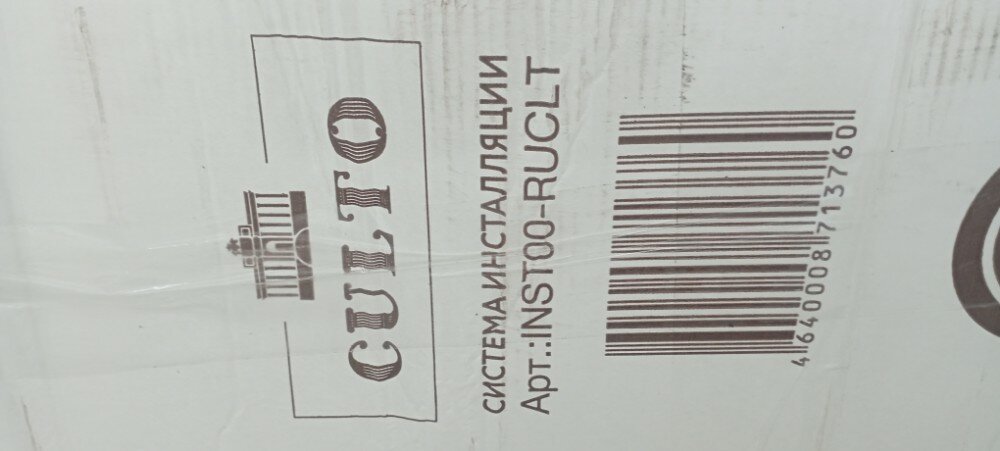 CULTO
СИСТЕМА ИНСТАЛЛЯЦИИ
Арт.:INST00-RUCLT
4640008713760